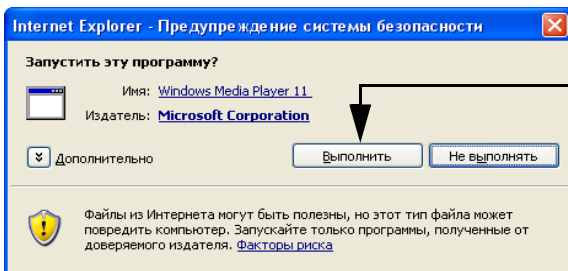 Internet Explorer - Предупреждение системы безопасности
Запустить эту программу?
Имя: Windows Media Player 11
Издатель: Microsoft Corporation
Дополнительно
Выполнить
Не выполнять
Файлы из Интернета могут быть полезны, но этот тип файла может
повредить компьютер. Запускайте только программы, полученные от
доверяемого издателя. Факторы риска